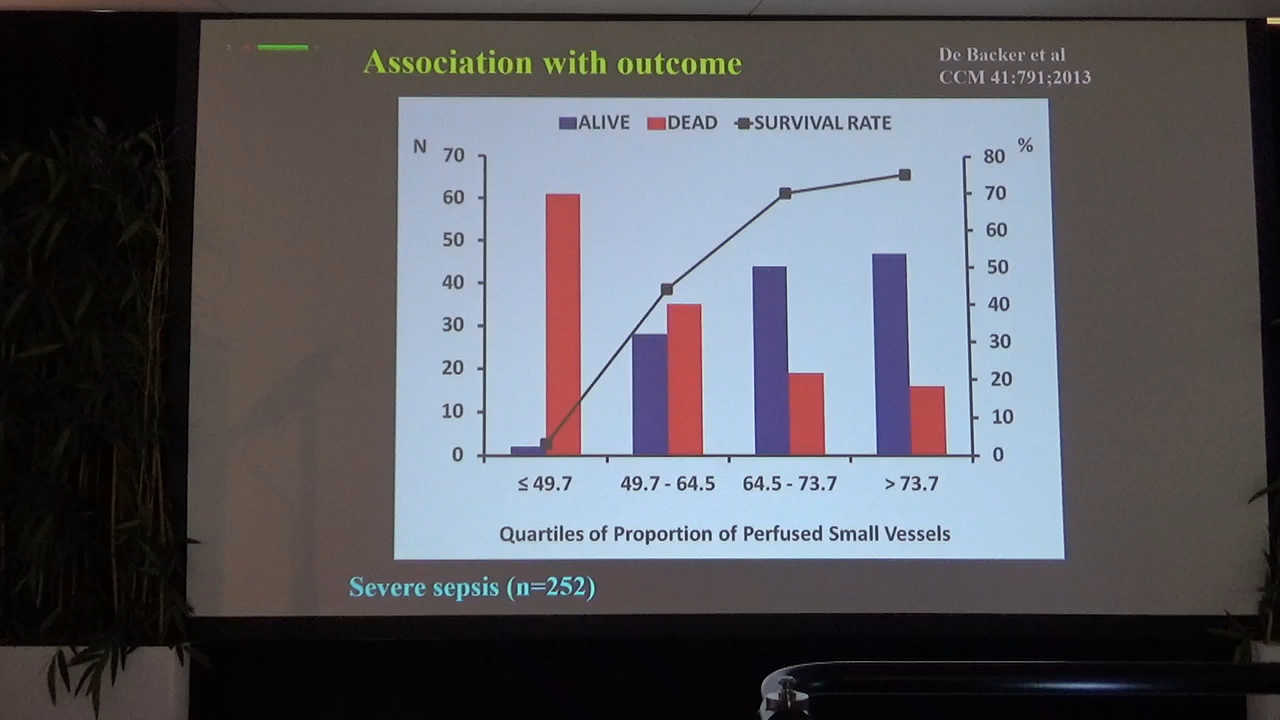 Association with outcome
De Backer et al
CCM 41:791;2013
ALIVE DEAD SURVIVAL RATE
N
%
70
60
50
40
30
20
10
0
80
70
60
50
40
30
20
10
0
≤ 49.7 49.7 - 64.5 64.5 - 73.7 > 73.7
Quartiles of Proportion of Perfused Small Vessels
Severe sepsis (n=252)